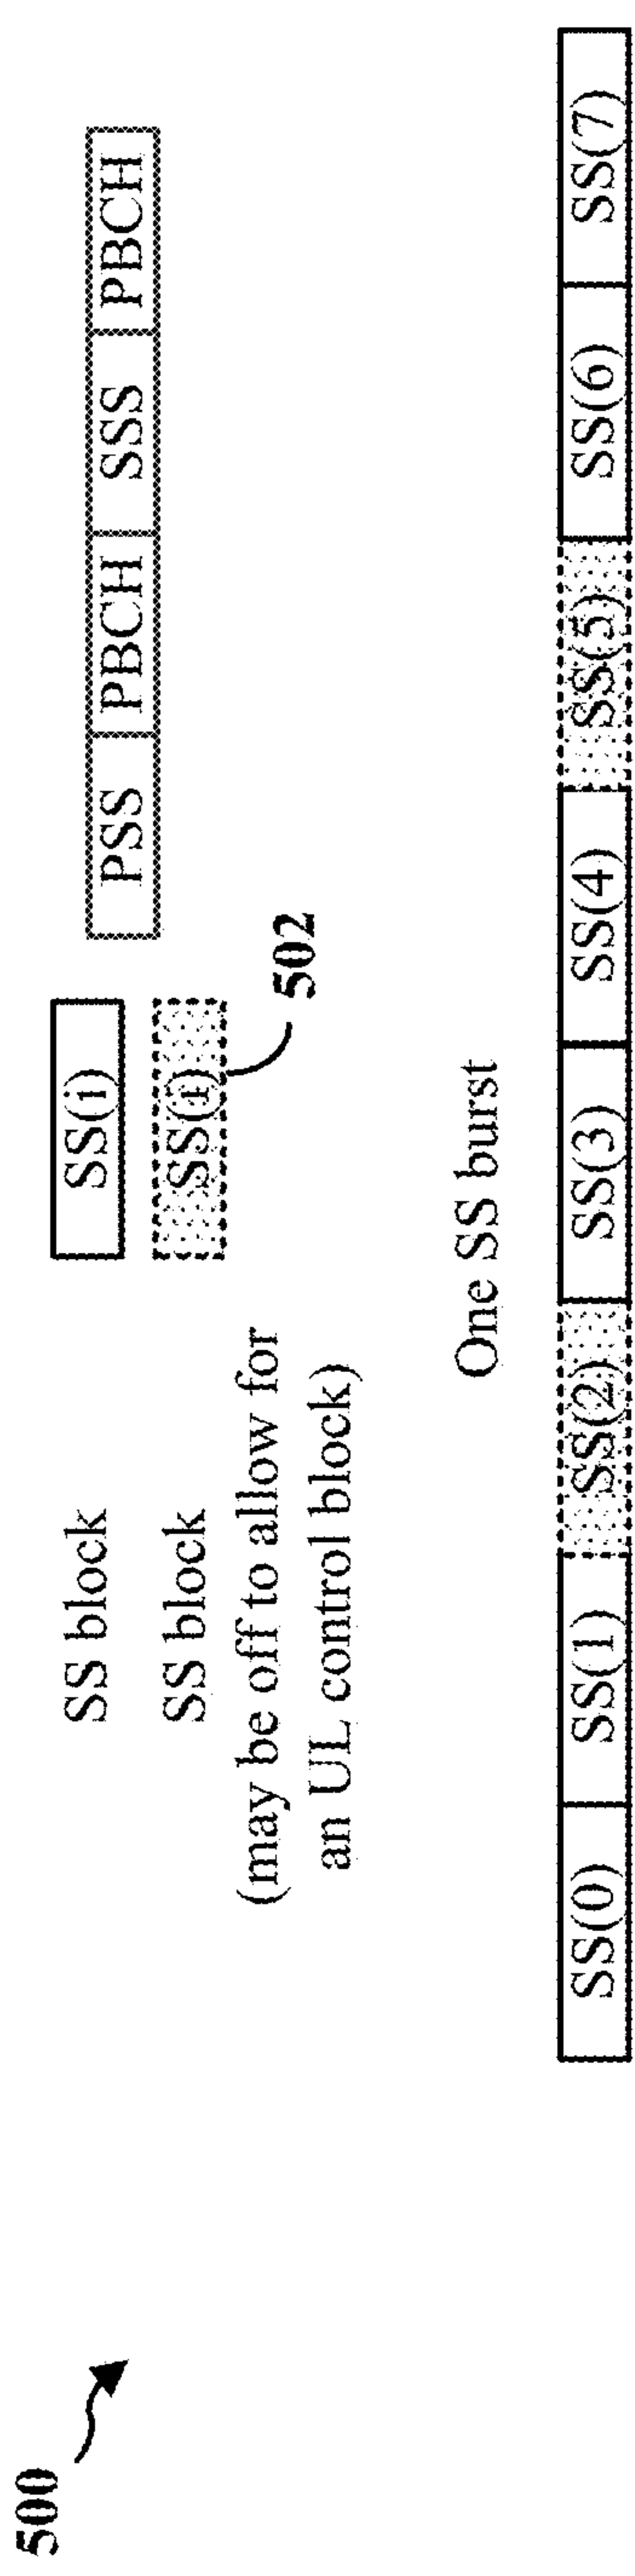 500
SS block
SS(i)
PSS PBCH SSS PBCH
SS block
SS(i)
(may be off to allow for
an UL control block)
502
One SS burst
SS(0) SS(1) SS(2) SS(3) SS(4) SS(5) SS(6) SS(7)